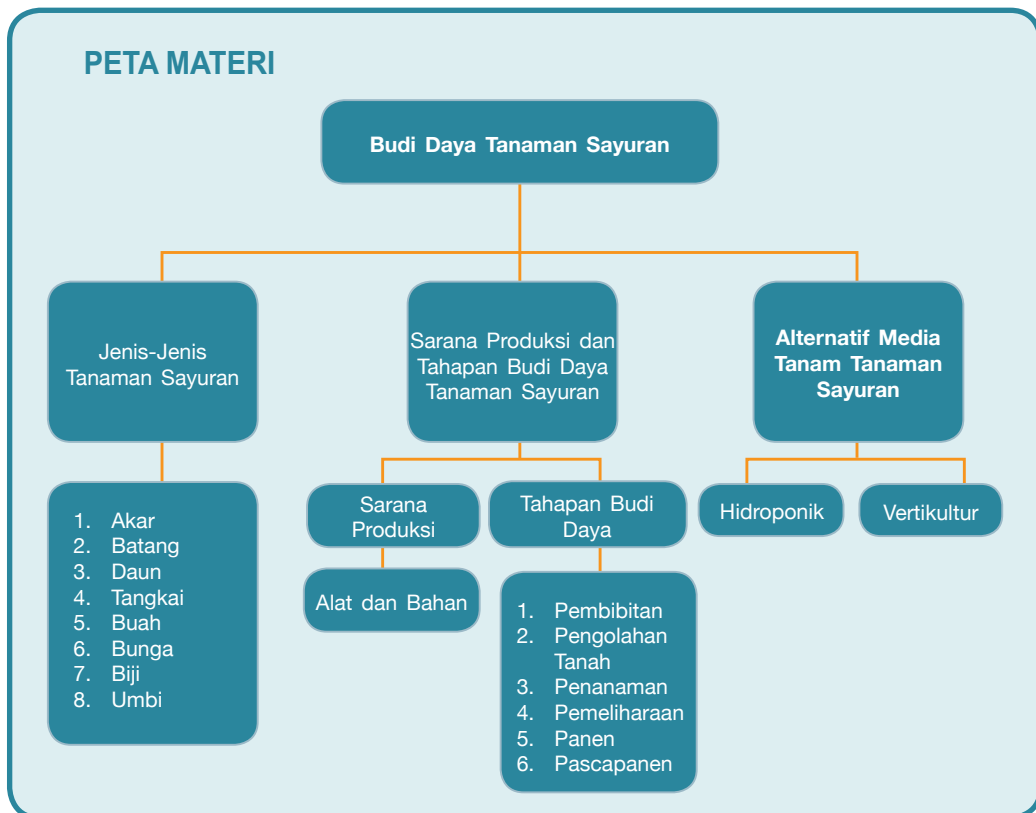 PETA MATERI
Budi Daya Tanaman Sayuran
Jenis-Jenis
Tanaman Sayuran
1. Akar
2. Batang
3. Daun
4. Tangkai
5. Buah
6. Bunga
7. Biji
8. Umbi
Sarana Produksi dan
Tahapan Budi Daya
Tanaman Sayuran
Sarana
Produksi
Alat dan Bahan
Tahapan Budi
Daya
1. Pembibitan
2. Pengolahan
Tanah
3. Penanaman
4. Pemeliharaan
5. Panen
6. Pascapanen
Alternatif Media
Tanam Tanaman
Sayuran
Hidroponik
Vertikultur